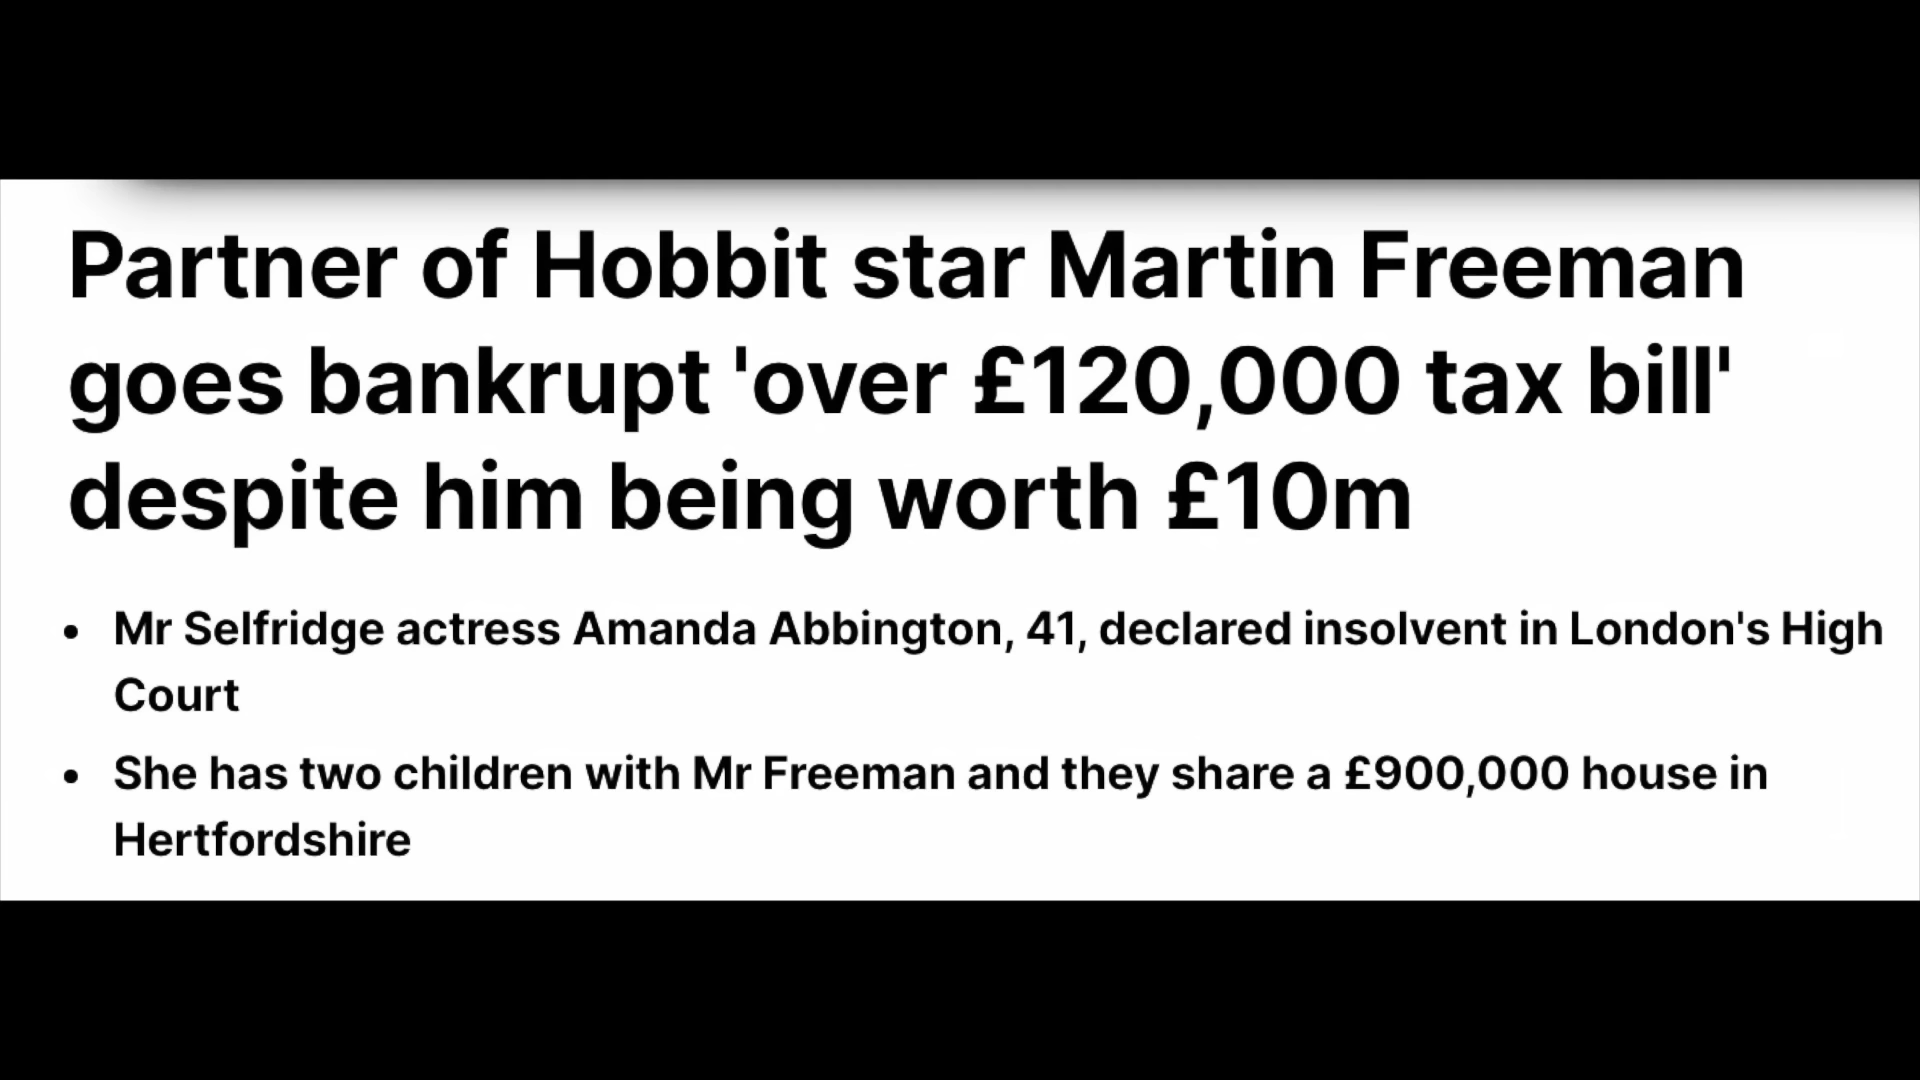 Partner of Hobbit star Martin Freeman
goes bankrupt 'over £120,000 tax bill'
despite him being worth £10m
• Mr Selfridge actress Amanda Abbington, 41, declared insolvent in London's High
Court
• She has two children with Mr Freeman and they share a £900,000 house in
Hertfordshire